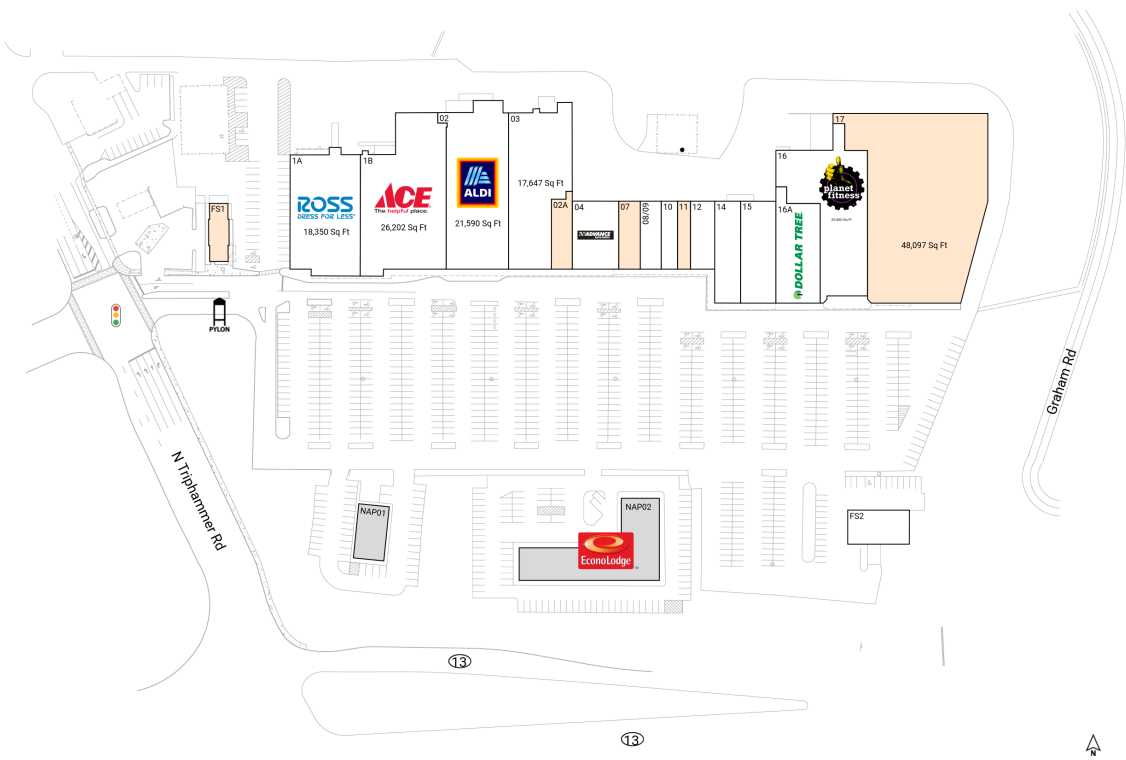 FS1
1A
ROSS
DRESS FOR LESS
18,350 Sq Ft
1B
ACE
The helpful place.
26,202 Sq Ft
02
ALDI
21,590 Sq Ft
03
17,647 Sq Ft
02A
04
ADVANCE
07
08/09
10
11
12
14
15
16
16A
DOLLAR TREE
planet
fitness
17
48,097 Sq Ft
PYLON
N Triphammer Rd
Graham Rd
NAP01
NAP02
EconoLodge
FS2
13
13
N